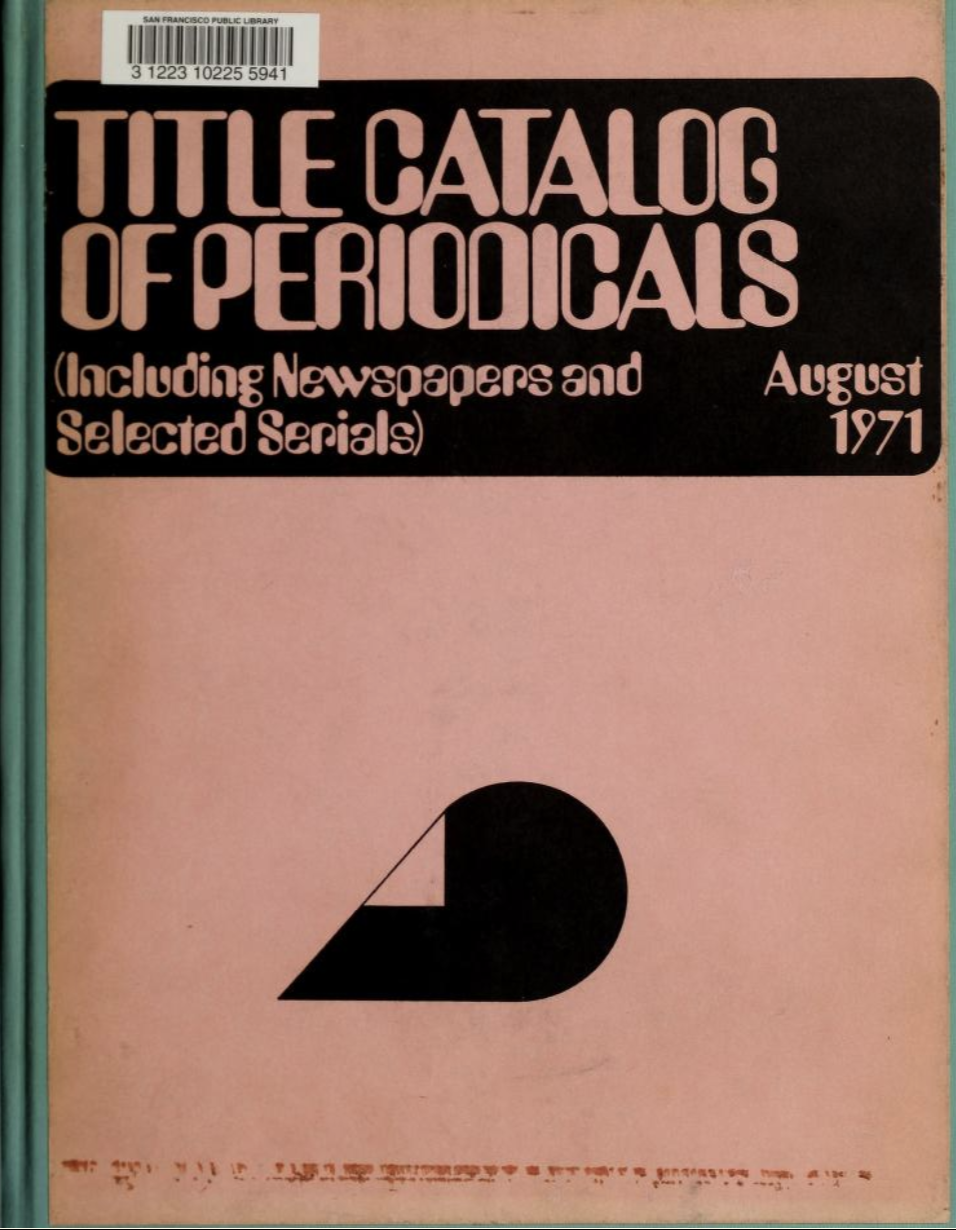 SAN FRANCISCO PUBLIC LIBRARY
3 1223 10225 5941
TITLE CATALOG
OF PERIODICALS
(Including Newspapers and
Selected Serials)
August
1971